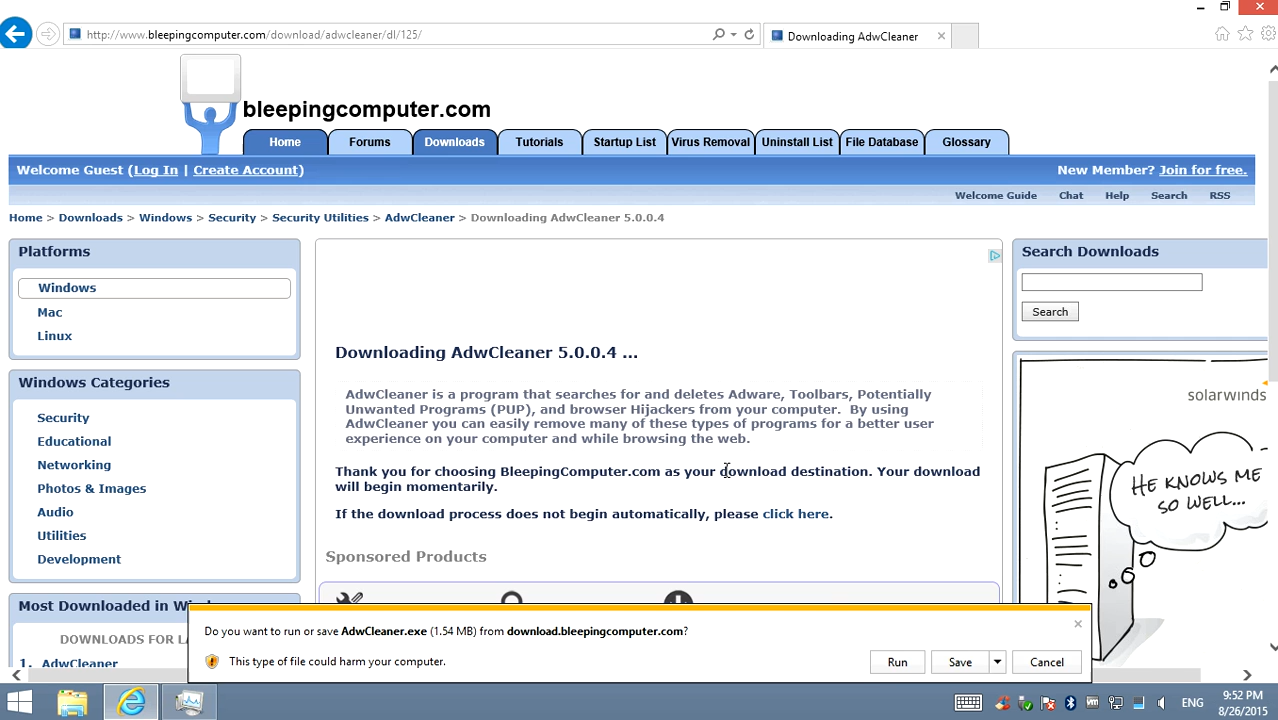 http://www.bleepingcomputer.com/download/adwcleaner/dl/125/
Downloading AdwCleaner
bleepingcomputer.com
Home
Forums
Downloads
Tutorials
Startup List
Virus Removal
Uninstall List
File Database
Glossary
Welcome Guest (Log In | Create Account)
New Member? Join for free.
Welcome Guide
Chat
Help
Search
RSS
Home > Downloads > Windows > Security > Security Utilities > AdwCleaner > Downloading AdwCleaner 5.0.0.4
Platforms
Windows
Mac
Linux
Windows Categories
Security
Educational
Networking
Photos & Images
Audio
Utilities
Development
Most Downloaded in Wi
DOWNLOADS FOR LA
1. AdwCleaner
Downloading AdwCleaner 5.0.0.4 ...
AdwCleaner is a program that searches for and deletes Adware, Toolbars, Potentially
Unwanted Programs (PUP), and browser Hijackers from your computer. By using
AdwCleaner you can easily remove many of these types of programs for a better user
experience on your computer and while browsing the web.
Thank you for choosing BleepingComputer.com as your download destination. Your download
will begin momentarily.
If the download process does not begin automatically, please click here.
Sponsored Products
Search Downloads
Search
solarwinds
HE KNOWS ME
SO WELL...
Do you want to run or save AdwCleaner.exe (1.54 MB) from download.bleepingcomputer.com?
This type of file could harm your computer.
Run
Save
Cancel
ENG
9:52 PM
8/26/2015